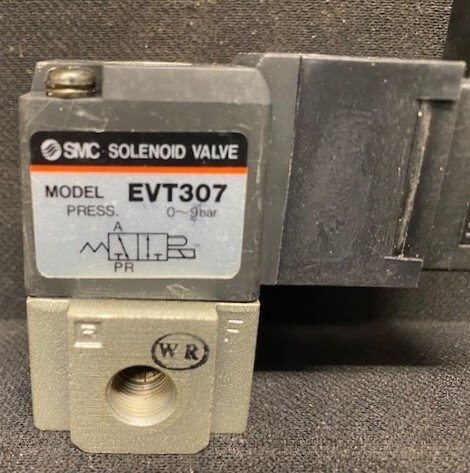 SMC SOLENOID VALVE
MODEL EVT307
PRESS. 0~9bar
A
PR
WR